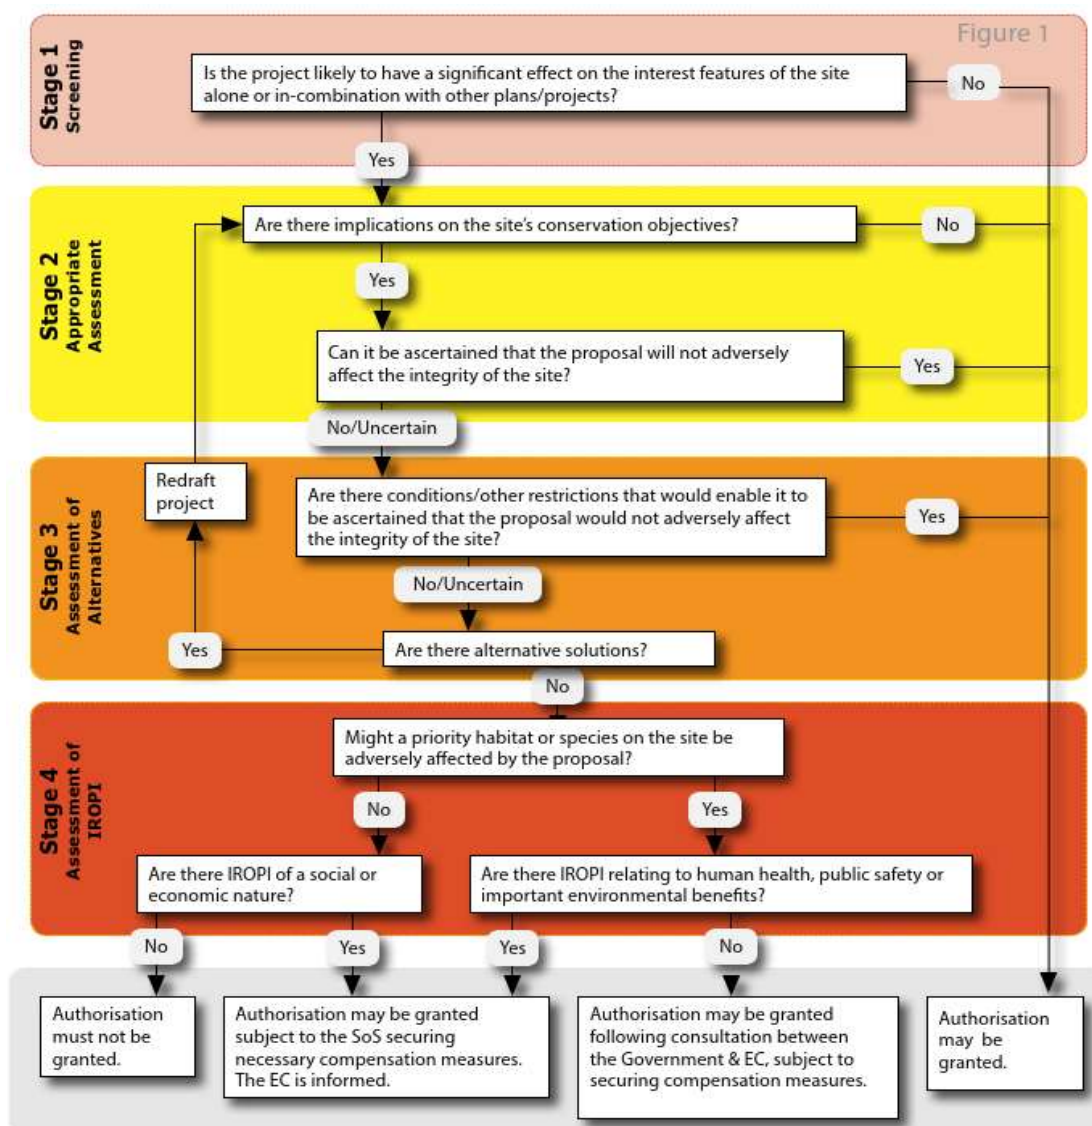 Figure 1
Stage 1
Screening
Is the project likely to have a significant effect on the interest features of the site
alone or in-combination with other plans/projects?
No
Yes
Stage 2
Appropriate
Assessment
Are there implications on the site's conservation objectives?
No
Yes
Can it be ascertained that the proposal will not adversely
affect the integrity of the site?
Yes
No/Uncertain
Stage 3
Assessment of
Alternatives
Redraft
project
Are there conditions/other restrictions that would enable it to
be ascertained that the proposal would not adversely affect
the integrity of the site?
Yes
No/Uncertain
Yes
Are there alternative solutions?
No
Stage 4
Assessment of
IROPI
Might a priority habitat or species on the site be
adversely affected by the proposal?
No
Yes
Are there IROPI of a social or
economic nature?
Are there IROPI relating to human health, public safety or
important environmental benefits?
No
Yes
Yes
No
Authorisation
must not be
granted.
Authorisation may be granted
subject to the SoS securing
necessary compensation measures.
The EC is informed.
Authorisation may be granted
following consultation between
the Government & EC, subject to
securing compensation measures.
Authorisation
may be
granted.